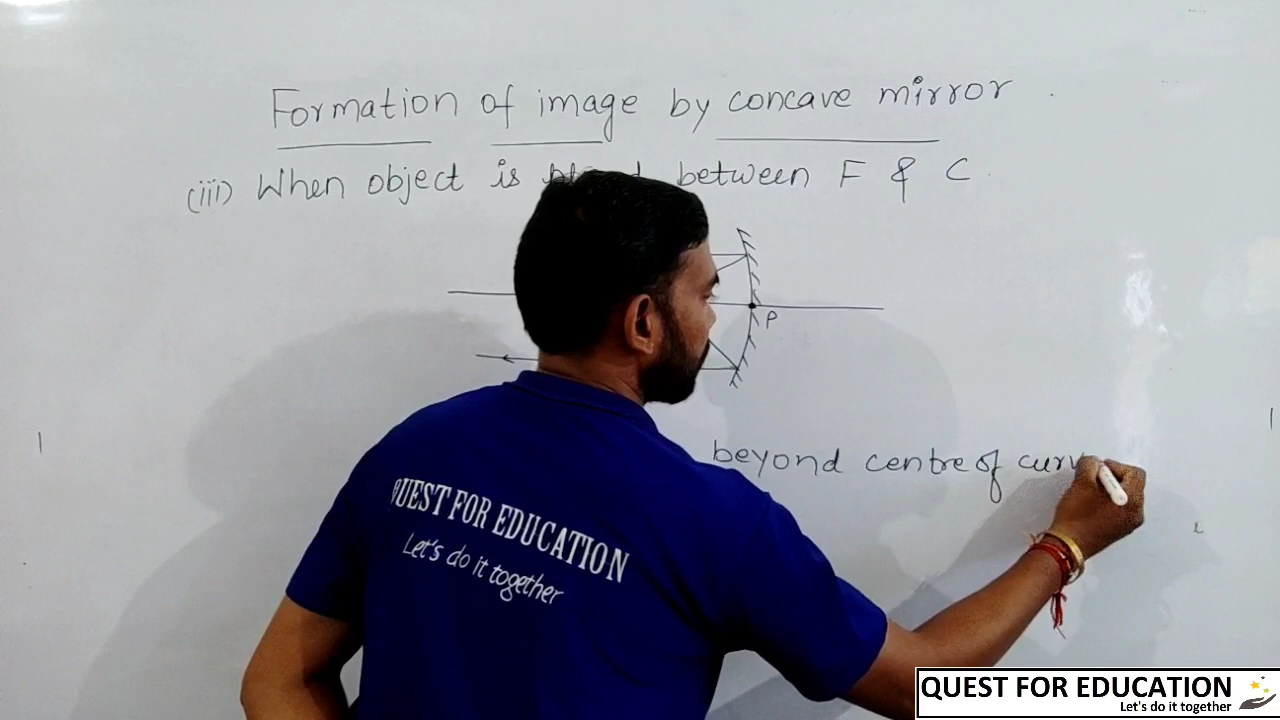 Formation of image by concave mirror
(iii) When object is between F & C
P
beyond centre of curv
QUEST FOR EDUCATION
Let's do it together
QUEST FOR EDUCATION
Let's do it together